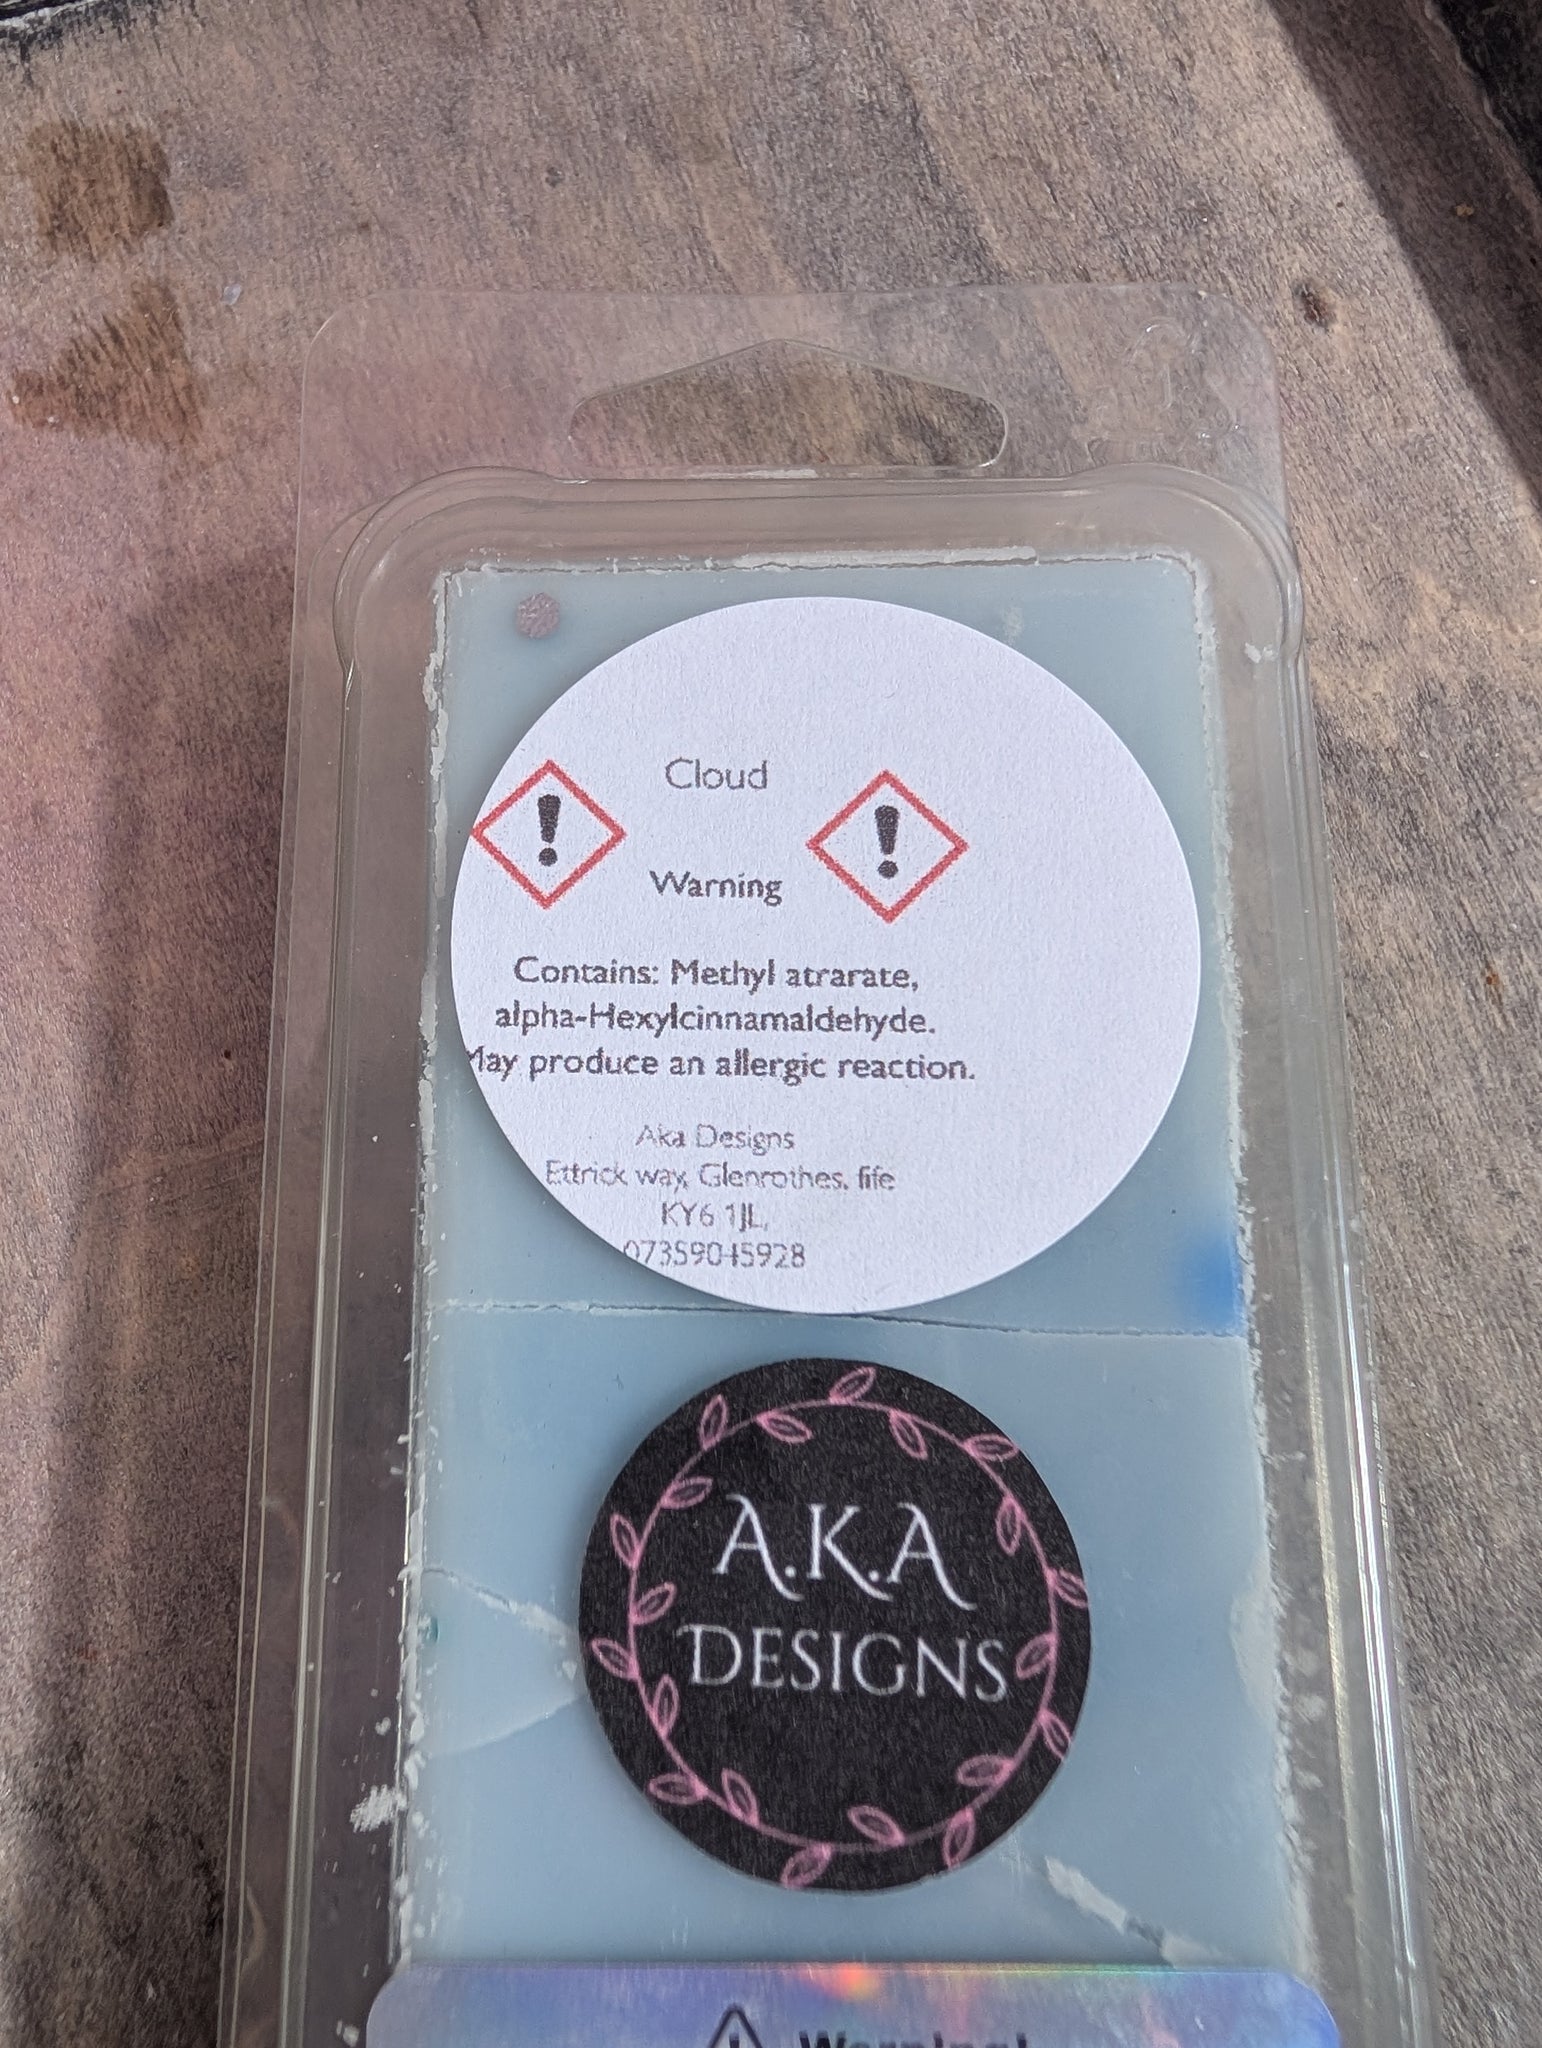 Cloud
Warning
Contains: Methyl atrarate,
alpha-Hexylcinnamaldehyde.
May produce an allergic reaction.
Aka Designs
Ettrick way, Glenrothes, fife
KY6 1JL,
07359045928
A.K.A
DESIGNS
Warning!